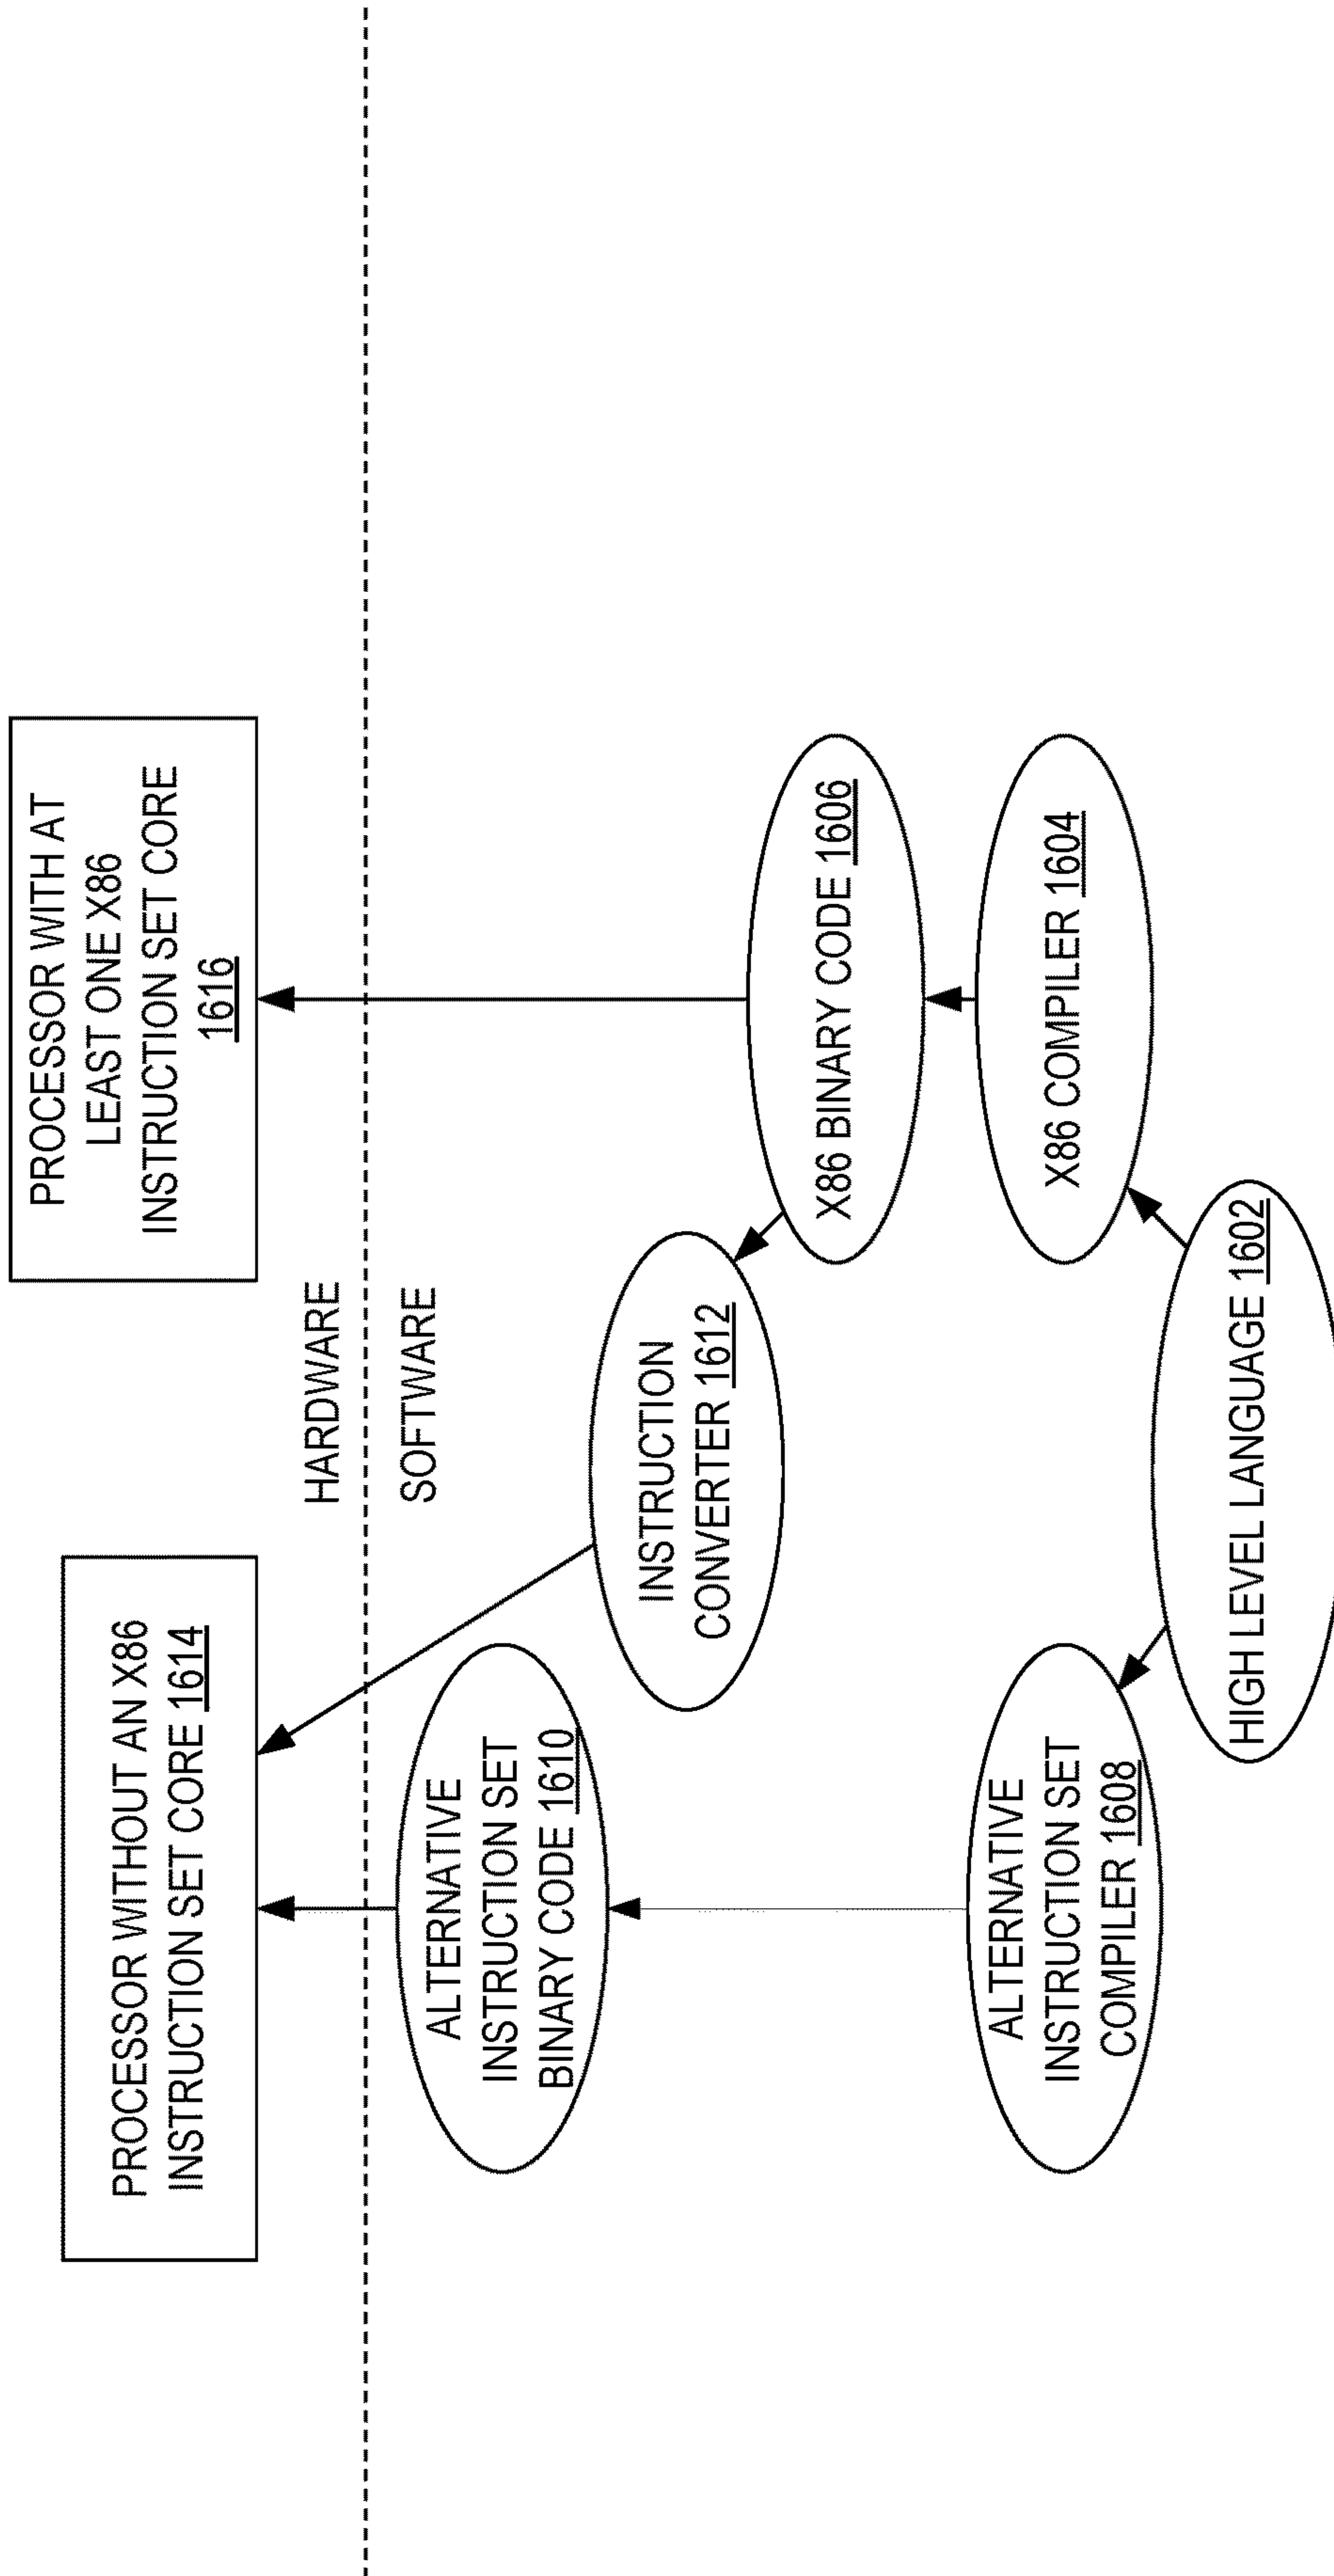 PROCESSOR WITHOUT AN X86
INSTRUCTION SET CORE 1614
PROCESSOR WITH AT
LEAST ONE X86
INSTRUCTION SET CORE
1616
HARDWARE
SOFTWARE
ALTERNATIVE
INSTRUCTION SET
BINARY CODE 1610
INSTRUCTION
CONVERTER 1612
X86 BINARY CODE 1606
ALTERNATIVE
INSTRUCTION SET
COMPILER 1608
X86 COMPILER 1604
HIGH LEVEL LANGUAGE 1602